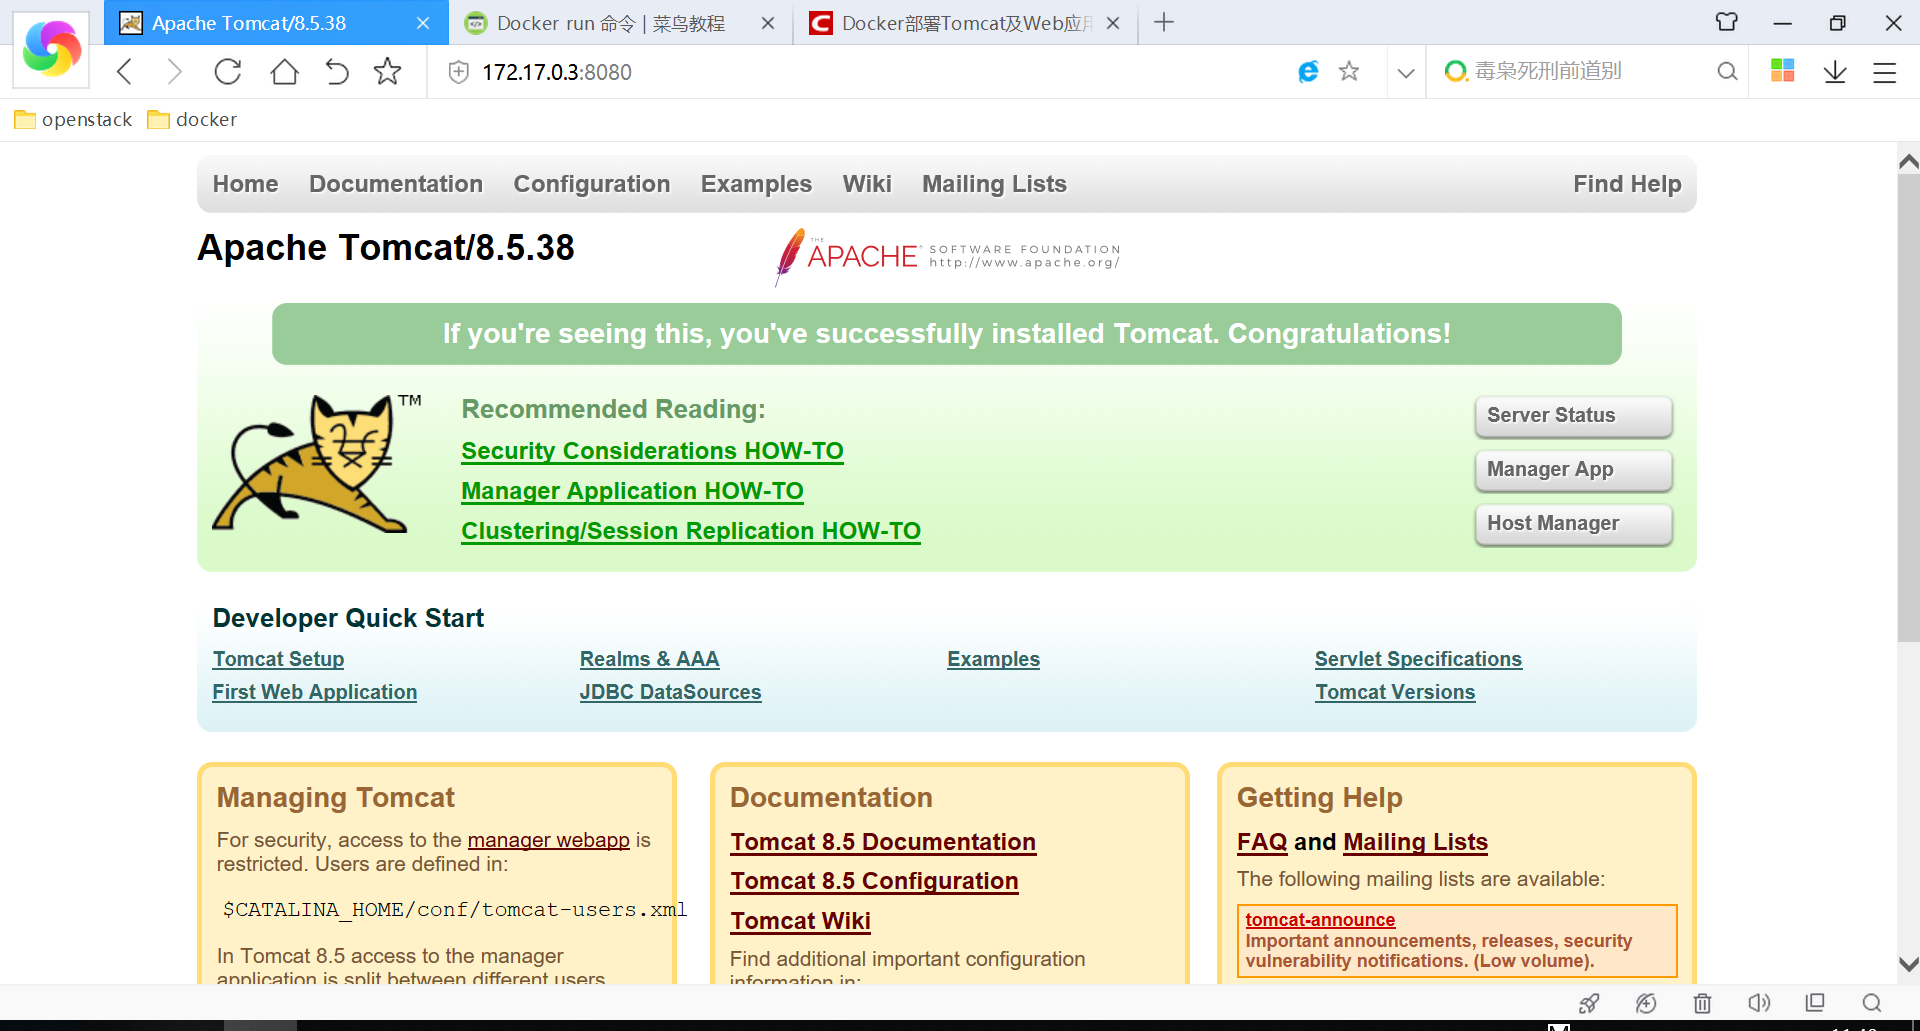 Apache Tomcat/8.5.38
Docker run 命令 | 菜鸟教程
Docker部署Tomcat及Web应用
172.17.0.3:8080
毒枭死刑前道别
openstack
docker
Home Documentation Configuration Examples Wiki Mailing Lists Find Help
Apache Tomcat/8.5.38
THE APACHE SOFTWARE FOUNDATION
http://www.apache.org/
If you're seeing this, you've successfully installed Tomcat. Congratulations!
TM
Recommended Reading:
Security Considerations HOW-TO
Manager Application HOW-TO
Clustering/Session Replication HOW-TO
Server Status
Manager App
Host Manager
Developer Quick Start
Tomcat Setup
First Web Application
Realms & AAA
JDBC DataSources
Examples
Servlet Specifications
Tomcat Versions
Managing Tomcat
For security, access to the manager webapp is
restricted. Users are defined in:
$CATALINA_HOME/conf/tomcat-users.xml
In Tomcat 8.5 access to the manager
application is split between different users.
Documentation
Tomcat 8.5 Documentation
Tomcat 8.5 Configuration
Tomcat Wiki
Find additional important configuration
information in:
Getting Help
FAQ and Mailing Lists
The following mailing lists are available:
tomcat-announce
Important announcements, releases, security
vulnerability notifications. (Low volume).